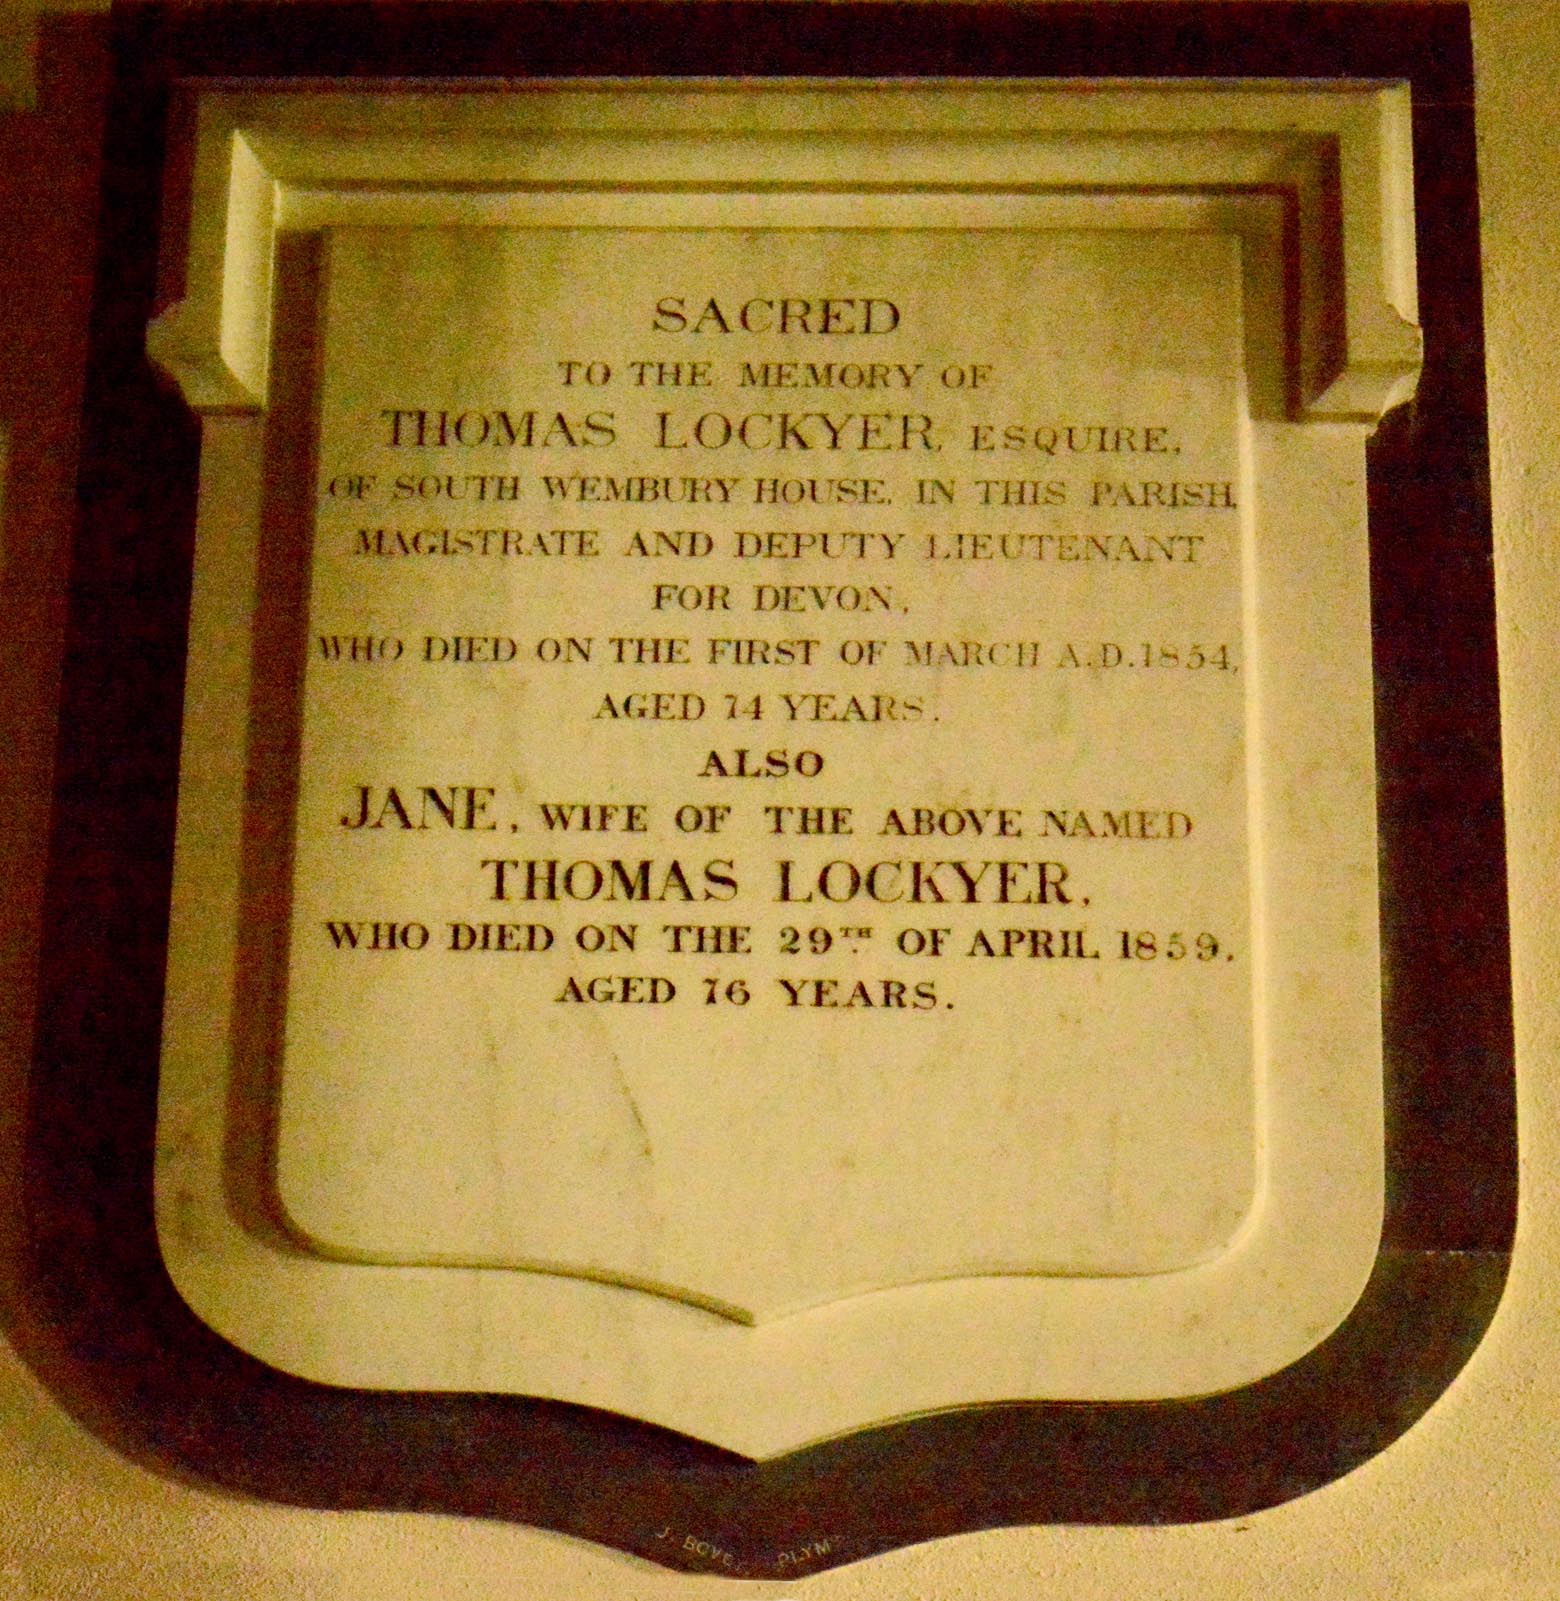 SACRED
TO THE MEMORY OF
THOMAS LOCKYER, ESQUIRE,
OF SOUTH WEMBURY HOUSE, IN THIS PARISH,
MAGISTRATE AND DEPUTY LIEUTENANT
FOR DEVON,
WHO DIED ON THE FIRST OF MARCH A.D.1854,
AGED 74 YEARS.
ALSO
JANE, WIFE OF THE ABOVE NAMED
THOMAS LOCKYER,
WHO DIED ON THE 29TH OF APRIL 1859.
AGED 76 YEARS.
J. BOVEY PLYM